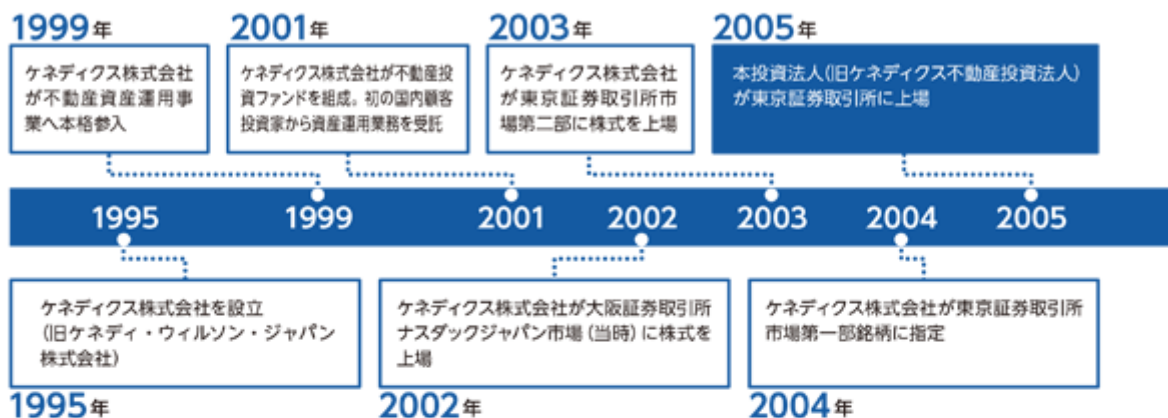 1999年
ケネディクス株式会社
が不動産資産運用事
業へ本格参入
2001年
ケネディクス株式会社が不動産投
資ファンドを組成。初の国内顧客
投資家から資産運用業務を受託
2003年
ケネディクス株式会社
が東京証券取引所市
場第二部に株式を上場
2005年
本投資法人(旧ケネディクス不動産投資法人)
が東京証券取引所に上場
1995 1999 2001 2002 2003 2004 2005
ケネディクス株式会社を設立
(旧ケネディ・ウィルソン・ジャパン
株式会社)
1995年
ケネディクス株式会社が大阪証券取引所
ナスダックジャパン市場(当時)に株式を
上場
2002年
ケネディクス株式会社が東京証券取引所
市場第一部銘柄に指定
2004年